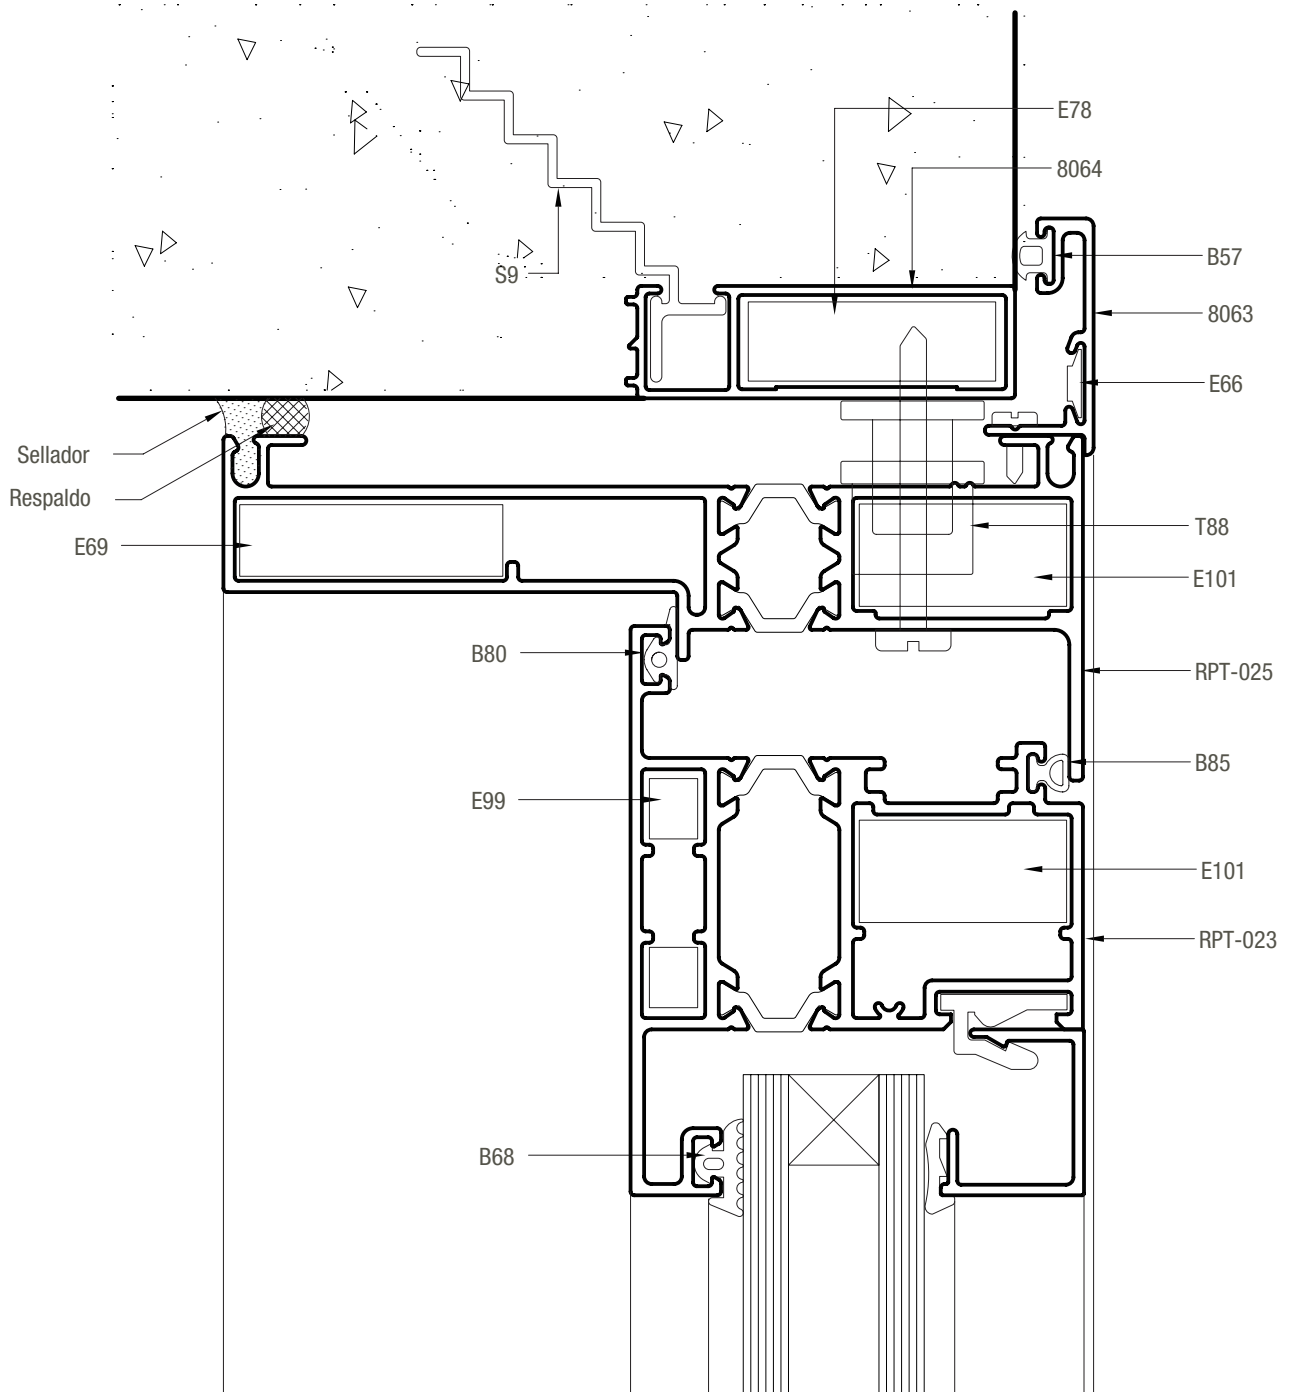 E78
8064
B57
S9
8063
E66
Sellador
Respaldo
T88
E69
E101
B80
RPT-025
B85
E99
E101
RPT-023
B68